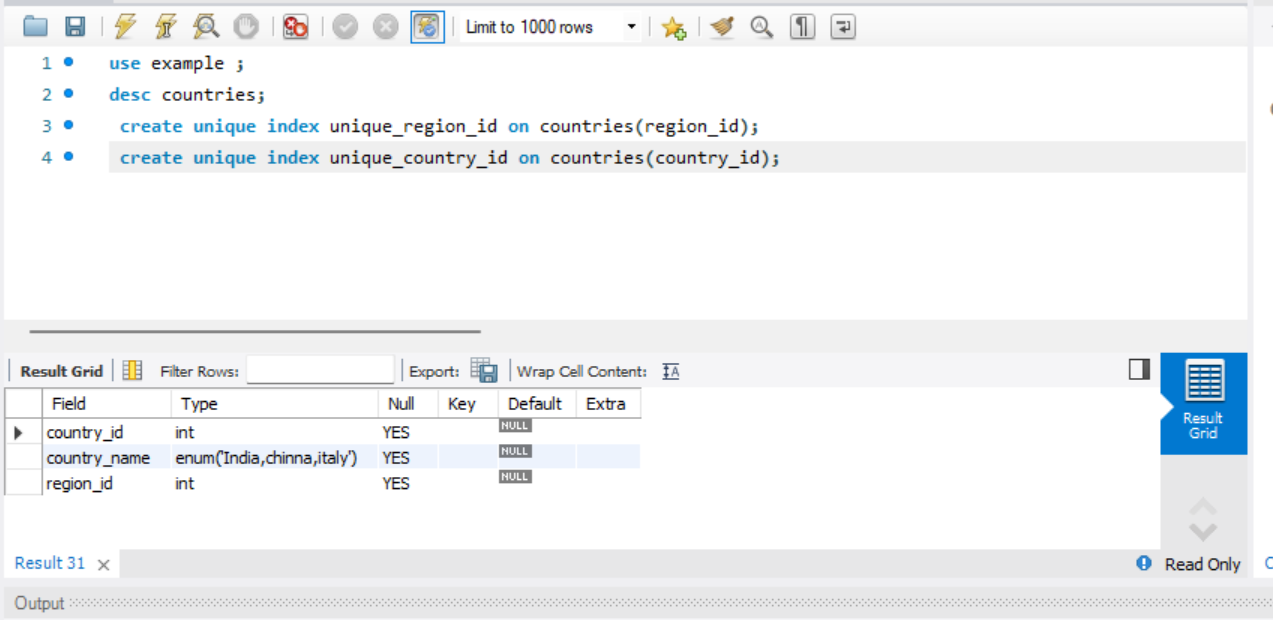 Limit to 1000 rows
1 use example ;
2 desc countries;
3 create unique index unique_region_id on countries(region_id);
4 create unique index unique_country_id on countries(country_id);
Result Grid Filter Rows: Export: Wrap Cell Content: IA
Field Type Null Key Default Extra
country_id int YES NULL
country_name enum('India,chinna,italy') YES NULL
region_id int YES NULL
Result
Grid
Result 31 × Read Only
Output